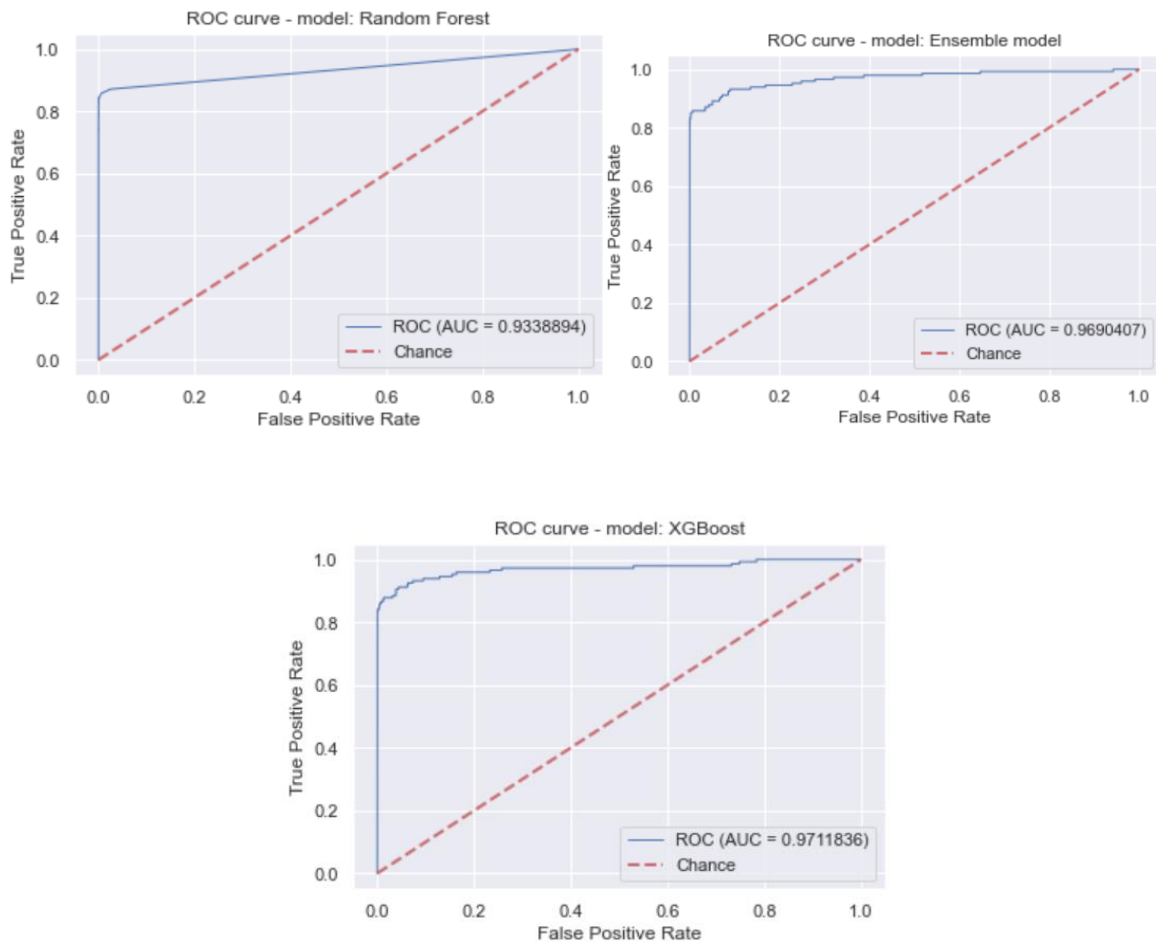 ROC curve - model: Random Forest
True Positive Rate
1.0
0.8
0.6
0.4
0.2
0.0
ROC (AUC = 0.9338894)
Chance
0.0 0.2 0.4 0.6 0.8 1.0
False Positive Rate
ROC curve - model: Ensemble model
True Positive Rate
1.0
0.8
0.6
0.4
0.2
0.0
ROC (AUC = 0.9690407)
Chance
0.0 0.2 0.4 0.6 0.8 1.0
False Positive Rate
ROC curve - model: XGBoost
True Positive Rate
1.0
0.8
0.6
0.4
0.2
0.0
ROC (AUC = 0.9711836)
Chance
0.0 0.2 0.4 0.6 0.8 1.0
False Positive Rate